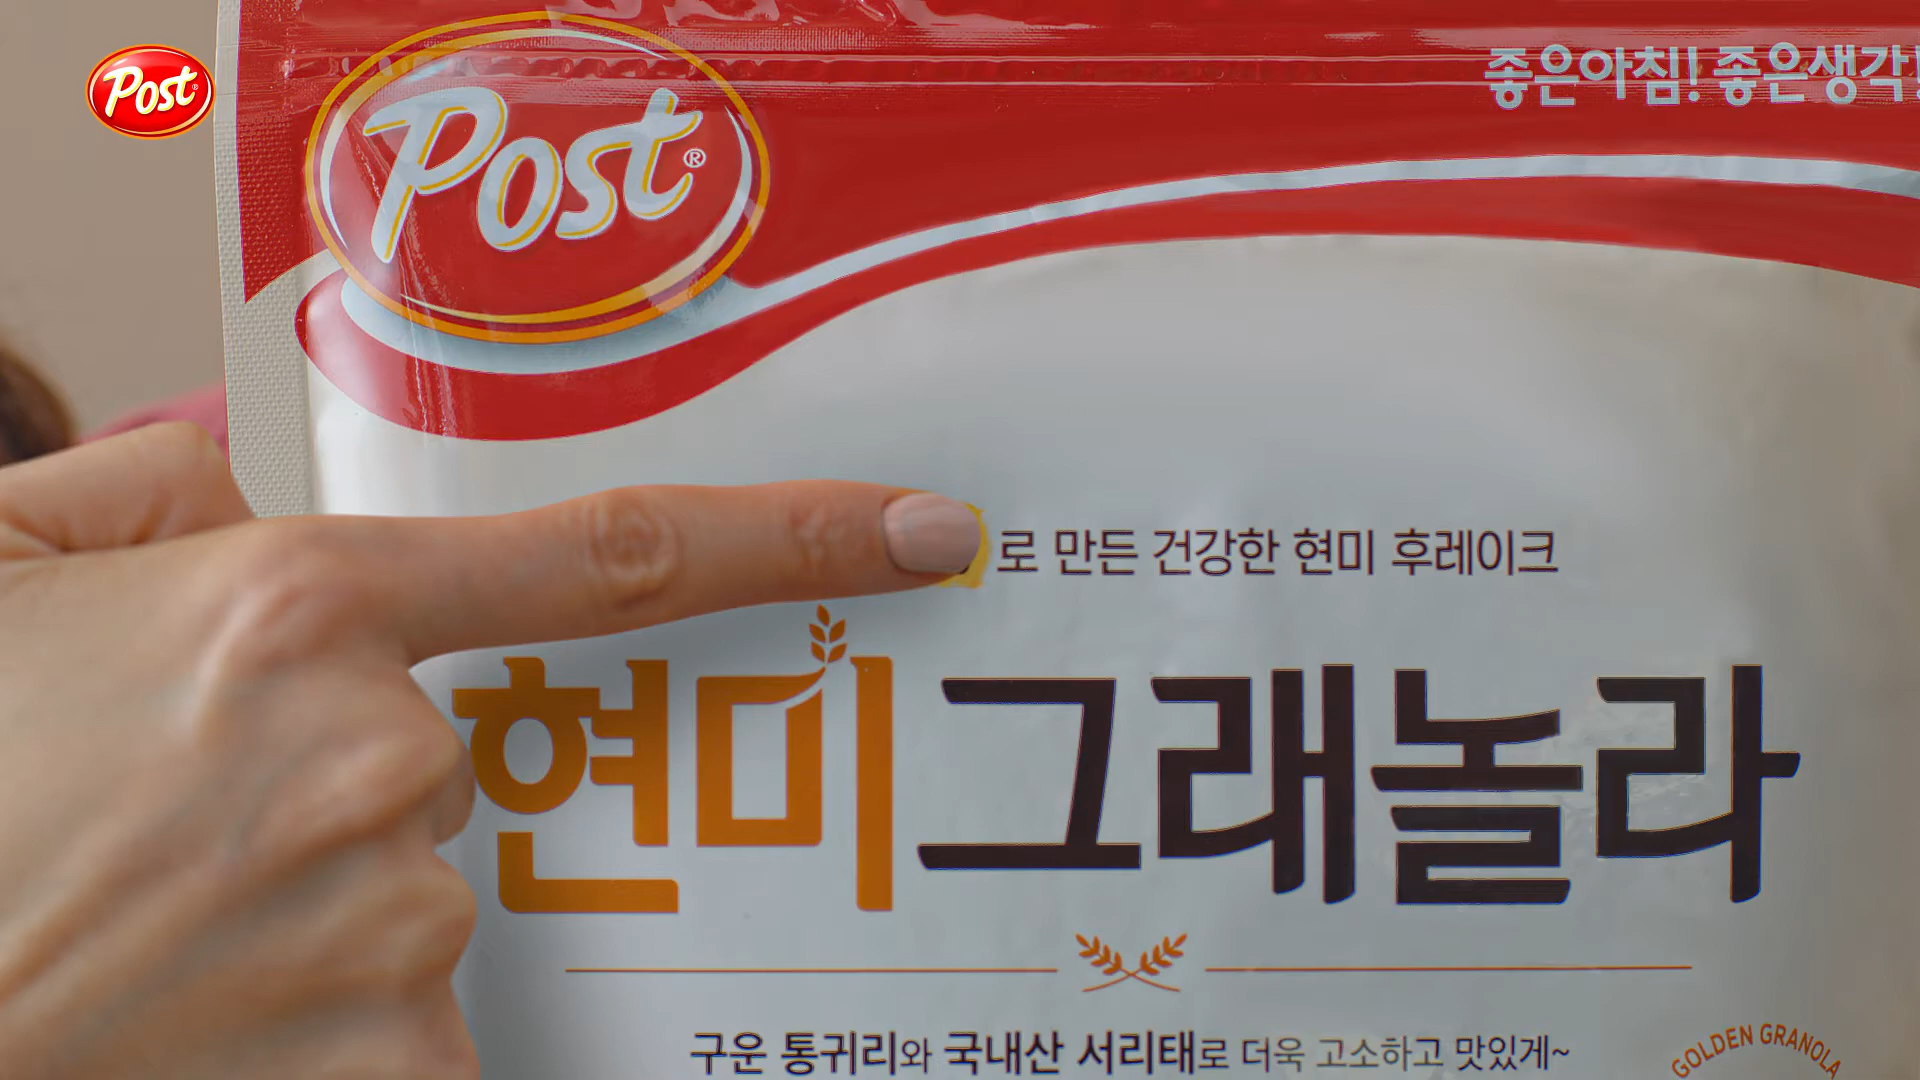 Post
Post®
좋은아침! 좋은생각!
로 만든 건강한 현미 후레이크
현미그래놀라
구운 통귀리와 국내산 서리태로 더욱 고소하고 맛있게~
GOLDEN GRANOLA